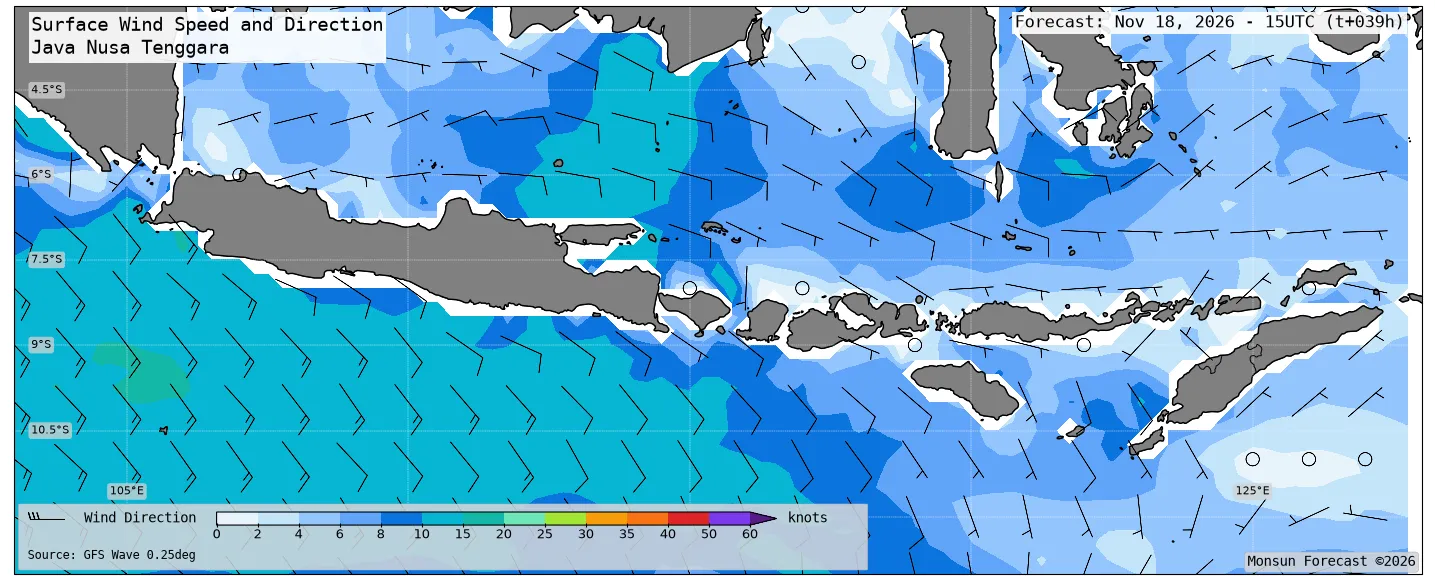 Surface Wind Speed and Direction
Java Nusa Tenggara
Forecast: Nov 18, 2026 - 15UTC (t+039h)
4.5°S
6°S
7.5°S
9°S
10.5°S
105°E
125°E
Wind Direction
0 2 4 6 8 10 15 20 25 30 35 40 50 60
knots
Source: GFS Wave 0.25deg
Monsun Forecast ©2026